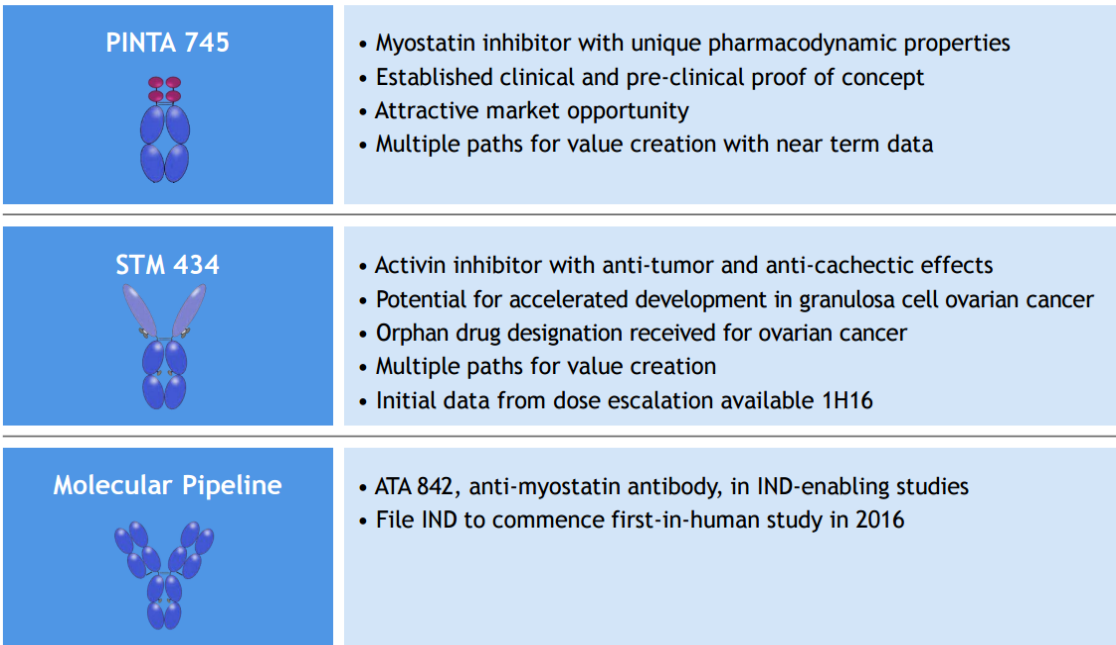 PINTA 745
• Myostatin inhibitor with unique pharmacodynamic properties
• Established clinical and pre-clinical proof of concept
• Attractive market opportunity
• Multiple paths for value creation with near term data
STM 434
• Activin inhibitor with anti-tumor and anti-cachectic effects
• Potential for accelerated development in granulosa cell ovarian cancer
• Orphan drug designation received for ovarian cancer
• Multiple paths for value creation
• Initial data from dose escalation available 1H16
Molecular Pipeline
• ATA 842, anti-myostatin antibody, in IND-enabling studies
• File IND to commence first-in-human study in 2016